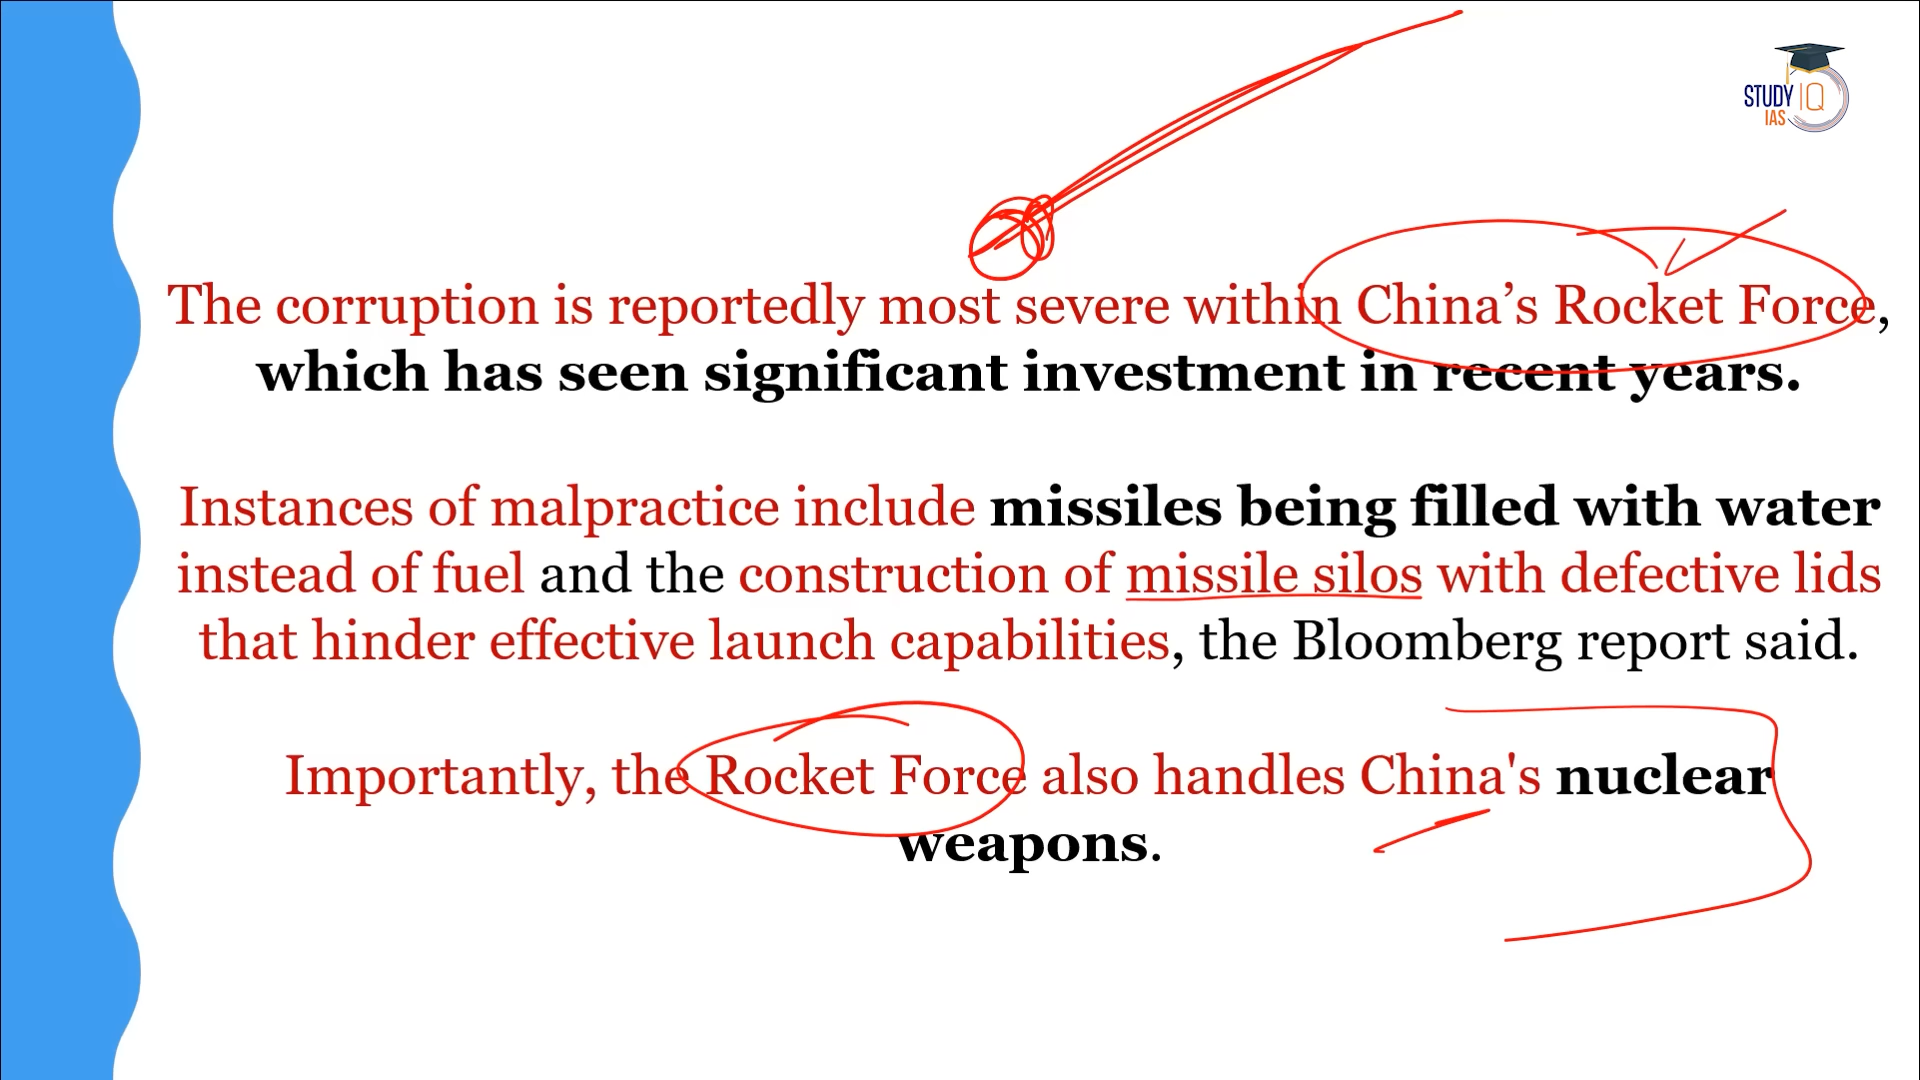 STUDY IQ
IAS
The corruption is reportedly most severe within China’s Rocket Force,
which has seen significant investment in recent years.
Instances of malpractice include missiles being filled with water
instead of fuel and the construction of missile silos with defective lids
that hinder effective launch capabilities, the Bloomberg report said.
Importantly, the Rocket Force also handles China's nuclear
weapons.